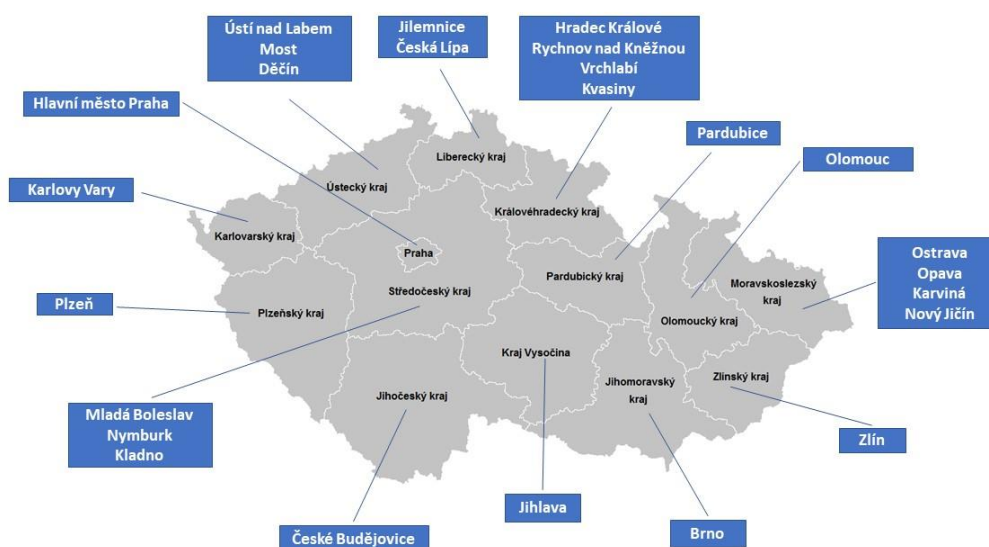 Ústí nad Labem
Most
Děčín
Jilemnice
Česká Lípa
Hradec Králové
Rychnov nad Kněžnou
Vrchlabí
Kvasiny
Hlavní město Praha
Pardubice
Olomouc
Karlovy Vary
Plzeň
Ostrava
Opava
Karviná
Nový Jičín
Liberecký kraj
Ústecký kraj
Královéhradecký kraj
Karlovarský kraj
Praha
Pardubický kraj
Moravskoslezský
kraj
Středočeský kraj
Plzeňský kraj
Olomoucký kraj
Kraj Vysočina
Jihomoravský
kraj
Zlínský kraj
Jihočeský kraj
Mladá Boleslav
Nymburk
Kladno
Zlín
Jihlava
České Budějovice
Brno